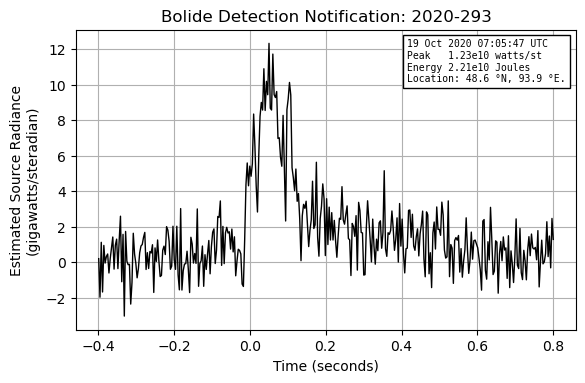 Bolide Detection Notification: 2020-293
19 Oct 2020 07:05:47 UTC
Peak   1.23e10 watts/st
Energy 2.21e10 Joules
Location: 48.6 °N, 93.9 °E.
Estimated Source Radiance
(gigawatts/steradian)
12
10
8
6
4
2
0
−2
−0.4 −0.2 0.0 0.2 0.4 0.6 0.8
Time (seconds)